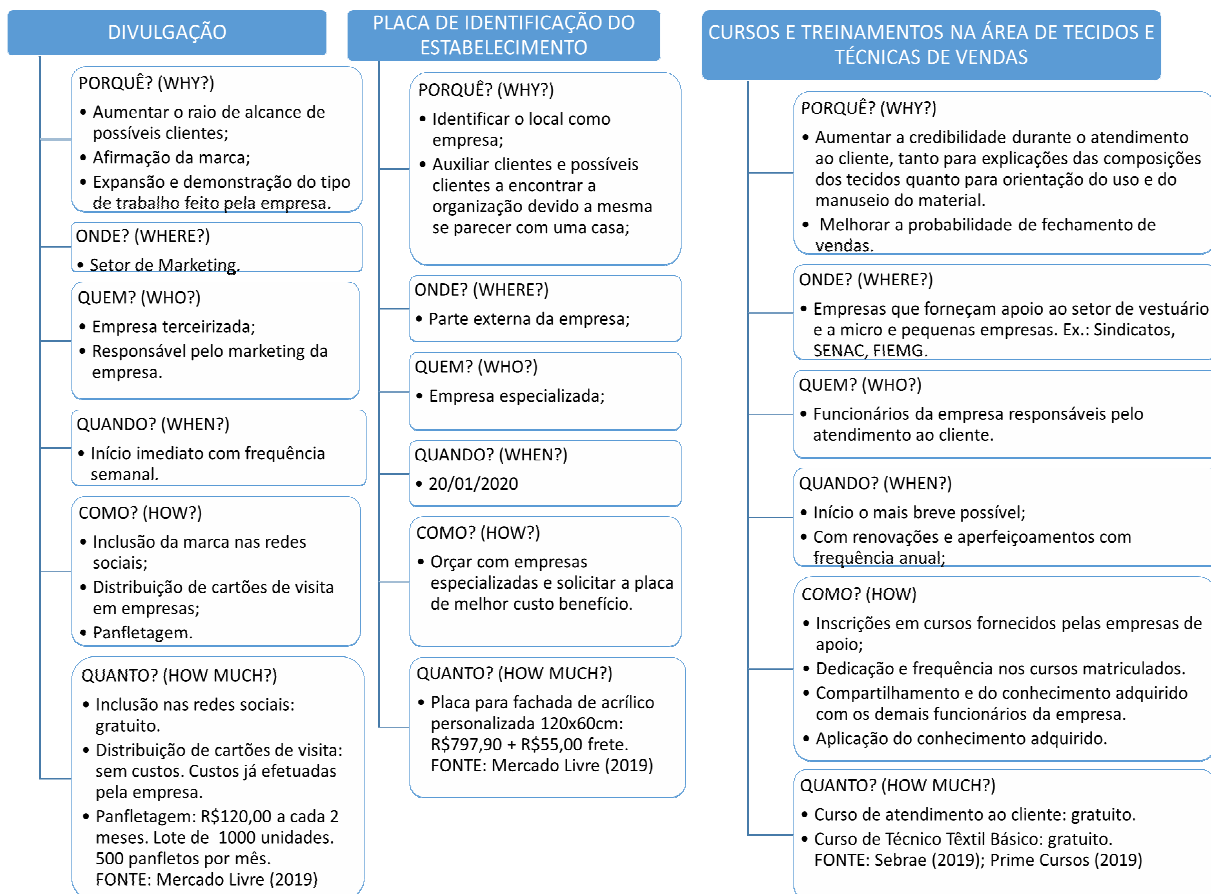 DIVULGAÇÃO
PORQUÊ? (WHY?)
• Aumentar o raio de alcance de
possíveis clientes;
• Afirmação da marca;
• Expansão e demonstração do tipo
de trabalho feito pela empresa.
ONDE? (WHERE?)
• Setor de Marketing.
QUEM? (WHO?)
• Empresa terceirizada;
• Responsável pelo marketing da
empresa.
QUANDO? (WHEN?)
• Início imediato com frequência
semanal.
COMO? (HOW?)
• Inclusão da marca nas redes
sociais;
• Distribuição de cartões de visita
em empresas;
• Panfletagem.
QUANTO? (HOW MUCH?)
• Inclusão nas redes sociais:
gratuito.
• Distribuição de cartões de visita:
sem custos. Custos já efetuadas
pela empresa.
• Panfletagem: R$120,00 a cada 2
meses. Lote de 1000 unidades.
500 panfletos por mês.
FONTE: Mercado Livre (2019)
PLACA DE IDENTIFICAÇÃO DO
ESTABELECIMENTO
PORQUÊ? (WHY?)
• Identificar o local como
empresa;
• Auxiliar clientes e possíveis
clientes a encontrar a
organização devido a mesma
se parecer com uma casa;
ONDE? (WHERE?)
• Parte externa da empresa;
QUEM? (WHO?)
• Empresa especializada;
QUANDO? (WHEN?)
• 20/01/2020
COMO? (HOW?)
• Orçar com empresas
especializadas e solicitar a placa
de melhor custo benefício.
QUANTO? (HOW MUCH?)
• Placa para fachada de acrílico
personalizada 120x60cm:
R$797,90 + R$55,00 frete.
FONTE: Mercado Livre (2019)
CURSOS E TREINAMENTOS NA ÁREA DE TECIDOS E
TÉCNICAS DE VENDAS
PORQUÊ? (WHY?)
• Aumentar a credibilidade durante o atendimento
ao cliente, tanto para explicações das composições
dos tecidos quanto para orientação do uso e do
manuseio do material.
• Melhorar a probabilidade de fechamento de
vendas.
ONDE? (WHERE?)
• Empresas que forneçam apoio ao setor de vestuário
e a micro e pequenas empresas. Ex.: Sindicatos,
SENAC, FIEMG.
QUEM? (WHO?)
• Funcionários da empresa responsáveis pelo
atendimento ao cliente.
QUANDO? (WHEN?)
• Início o mais breve possível;
• Com renovações e aperfeiçoamentos com
frequência anual;
COMO? (HOW)
• Inscrições em cursos fornecidos pelas empresas de
apoio;
• Dedicação e frequência nos cursos matriculados.
• Compartilhamento e do conhecimento adquirido
com os demais funcionários da empresa.
• Aplicação do conhecimento adquirido.
QUANTO? (HOW MUCH?)
• Curso de atendimento ao cliente: gratuito.
• Curso de Técnico Têxtil Básico: gratuito.
FONTE: Sebrae (2019); Prime Cursos (2019)